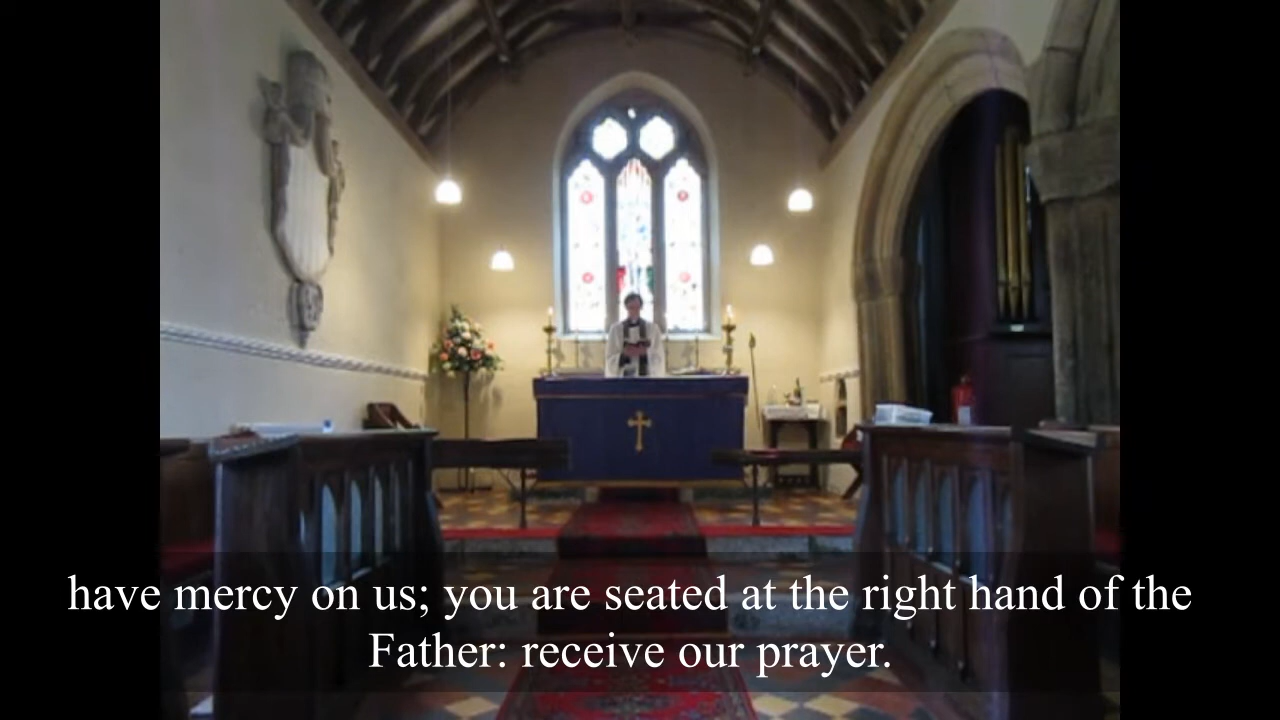 have mercy on us; you are seated at the right hand of the
Father: receive our prayer.